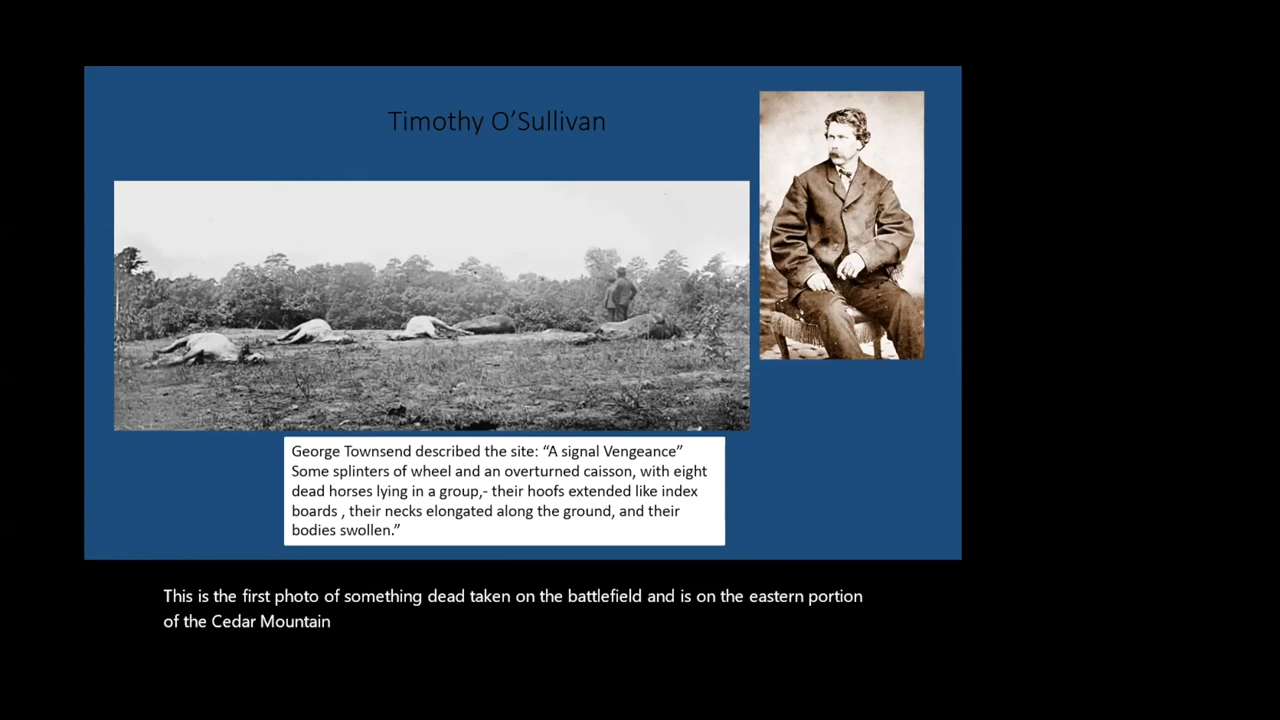 Timothy O’Sullivan
George Townsend described the site: “A signal Vengeance”
Some splinters of wheel and an overturned caisson, with eight
dead horses lying in a group,- their hoofs extended like index
boards , their necks elongated along the ground, and their
bodies swollen.”
This is the first photo of something dead taken on the battlefield and is on the eastern portion
of the Cedar Mountain